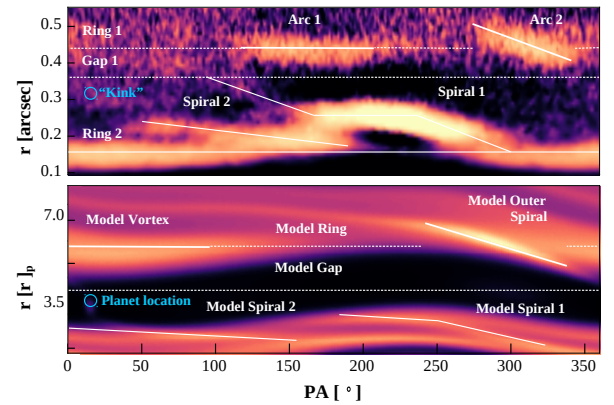 0.5
0.4
0.3
0.2
0.1
r [arcsec]
Ring 1
Arc 1
Arc 2
Gap 1
"Kink"
Spiral 1
Spiral 2
Ring 2
7.0
3.5
r [r]p
Model Vortex
Model Ring
Model Outer
Spiral
Model Gap
Planet location
Model Spiral 2
Model Spiral 1
0 50 100 150 200 250 300 350
PA [ ° ]